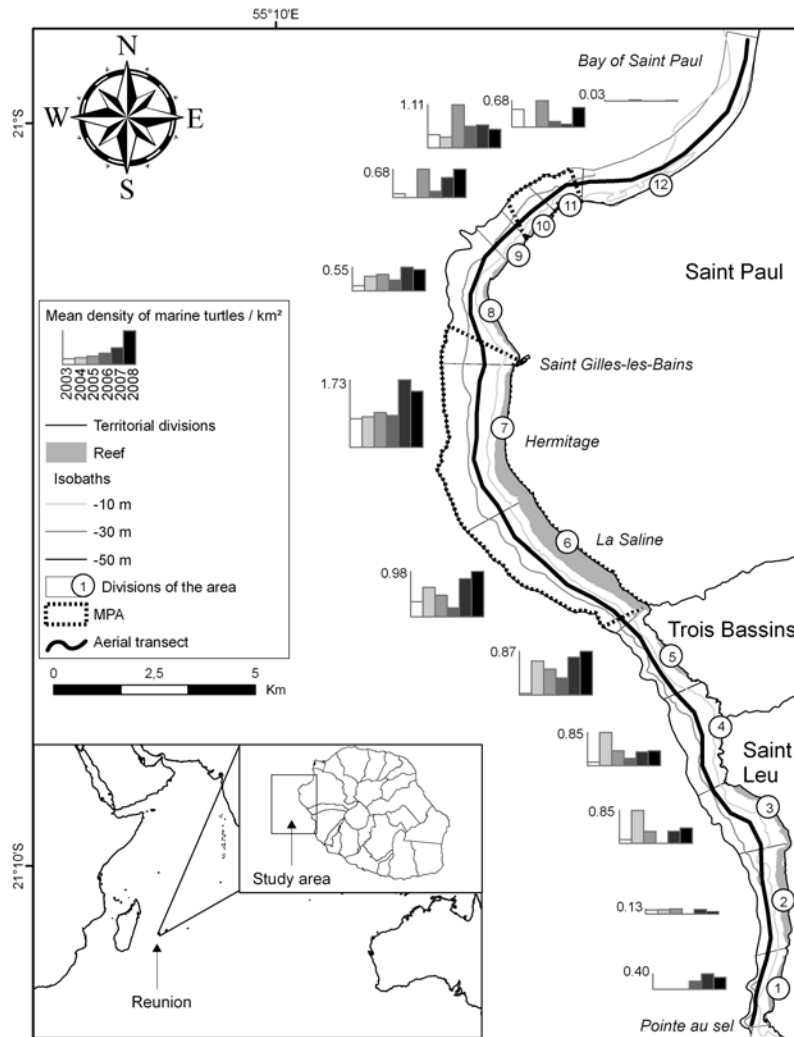 55°10'E
N
W
E
S
21°S
Bay of Saint Paul
0.03
1.11
0.68
0.68
12
11
10
9
Saint Paul
0.55
8
Mean density of marine turtles / km²
2003
2004
2005
2006
2007
2008
Territorial divisions
Reef
Isobaths
-10 m
-30 m
-50 m
1 Divisions of the area
MPA
Aerial transect
0 2,5 5
Km
Saint Gilles-les-Bains
1.73
7
Hermitage
6
La Saline
0.98
Trois Bassins
5
0.87
4
0.85
Saint
Leu
3
0.85
21°10'S
2
0.13
1
0.40
Pointe au sel
Study area
Reunion